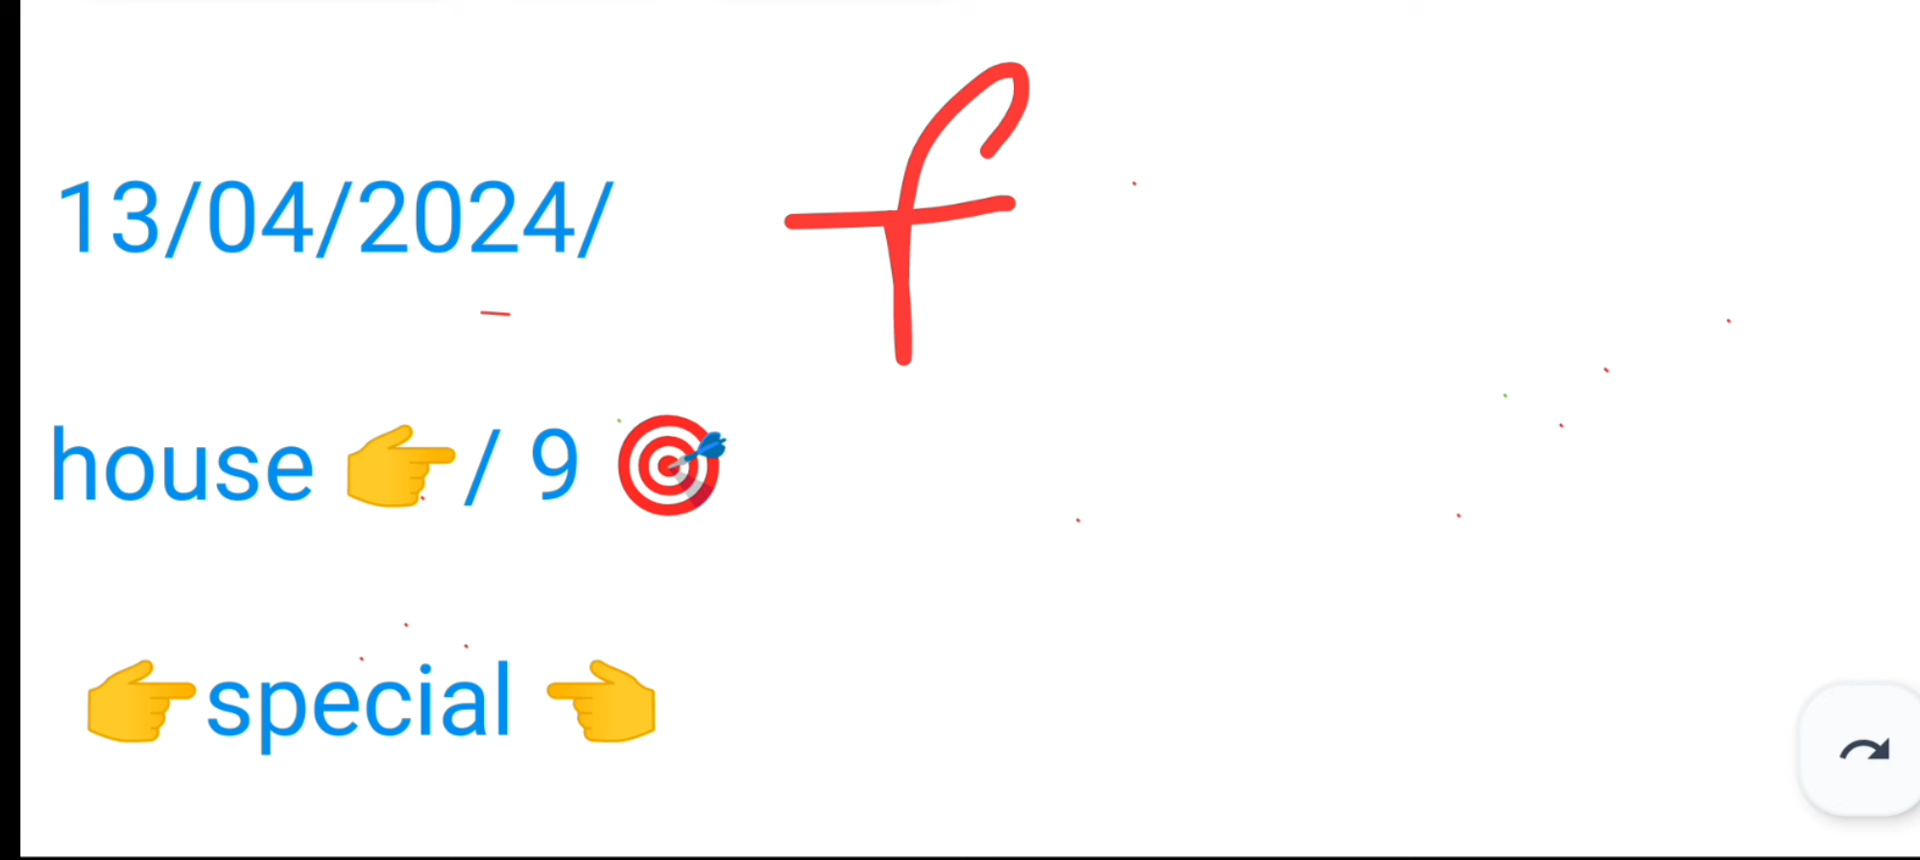 13/04/2024/ f
house 👉/ 9 🎯
👉special 👈